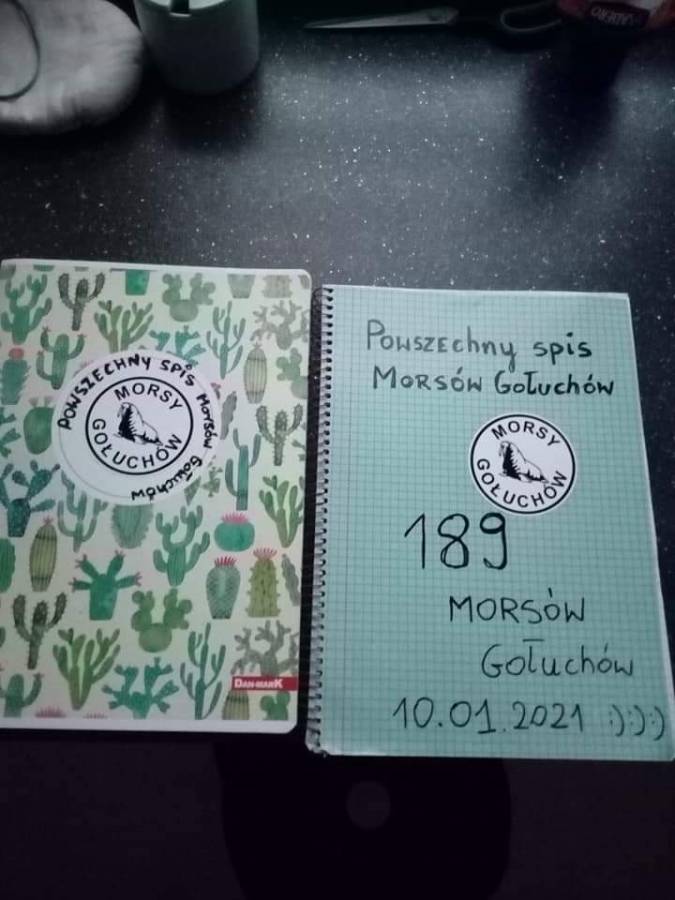 POWSZECHNY SPIS MORSÓW GOŁUCHÓW
MORSY
GOŁUCHÓW
DAN-MARK
Powszechny spis
Morsów Gołuchów
MORSY
GOŁUCHÓW
189
MORSÓW
Gołuchów
10.01.2021 :):):)